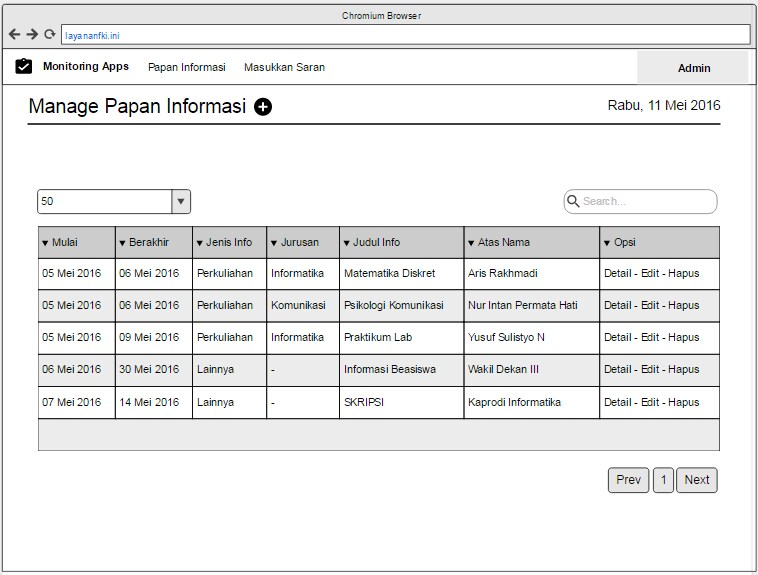 Chromium Browser
layananfki.ini
Monitoring Apps Papan Informasi Masukkan Saran Admin
Manage Papan Informasi Rabu, 11 Mei 2016
50 Search...
Mulai Berakhir Jenis Info Jurusan Judul Info Atas Nama Opsi
05 Mei 2016 06 Mei 2016 Perkuliahan Informatika Matematika Diskret Aris Rakhmadi Detail - Edit - Hapus
05 Mei 2016 06 Mei 2016 Perkuliahan Komunikasi Psikologi Komunikasi Nur Intan Permata Hati Detail - Edit - Hapus
05 Mei 2016 09 Mei 2016 Perkuliahan Informatika Praktikum Lab Yusuf Sulistyo N Detail - Edit - Hapus
06 Mei 2016 30 Mei 2016 Lainnya - Informasi Beasiswa Wakil Dekan III Detail - Edit - Hapus
07 Mei 2016 14 Mei 2016 Lainnya - SKRIPSI Kaprodi Informatika Detail - Edit - Hapus
Prev 1 Next